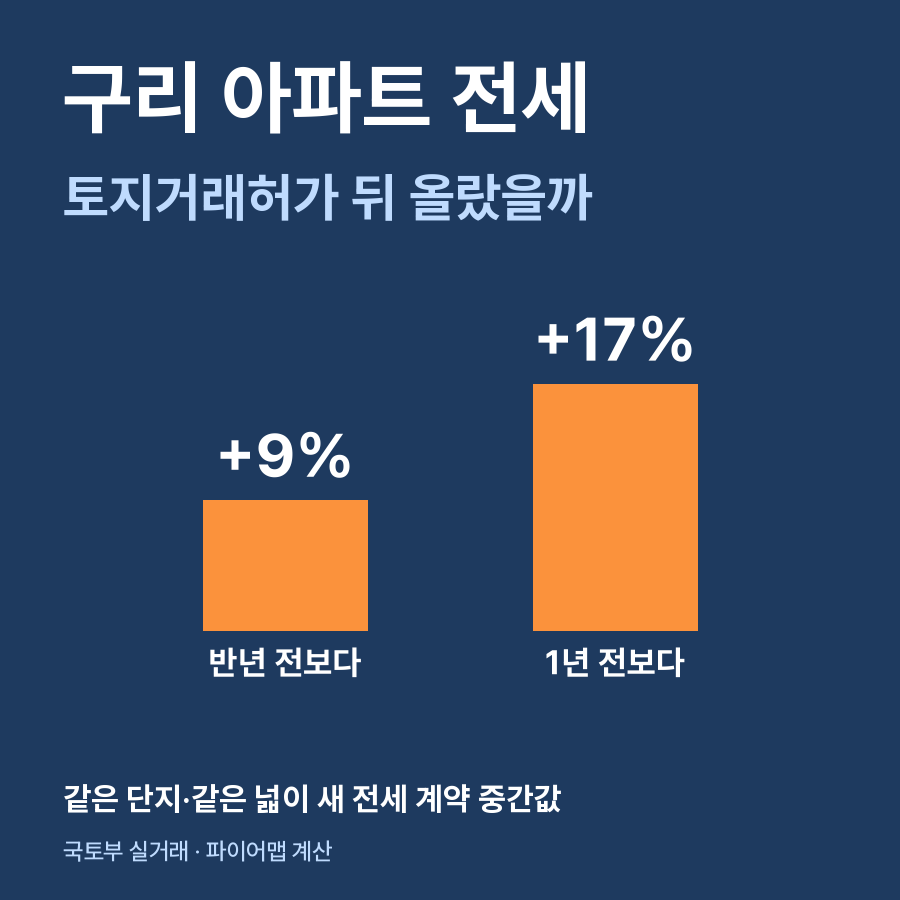 구리 아파트 전세
토지거래허가 뒤 올랐을까
+17%
+9%
반년 전보다
1년 전보다
같은 단지·같은 넓이 새 전세 계약 중간값
국토부 실거래 · 파이어맵 계산